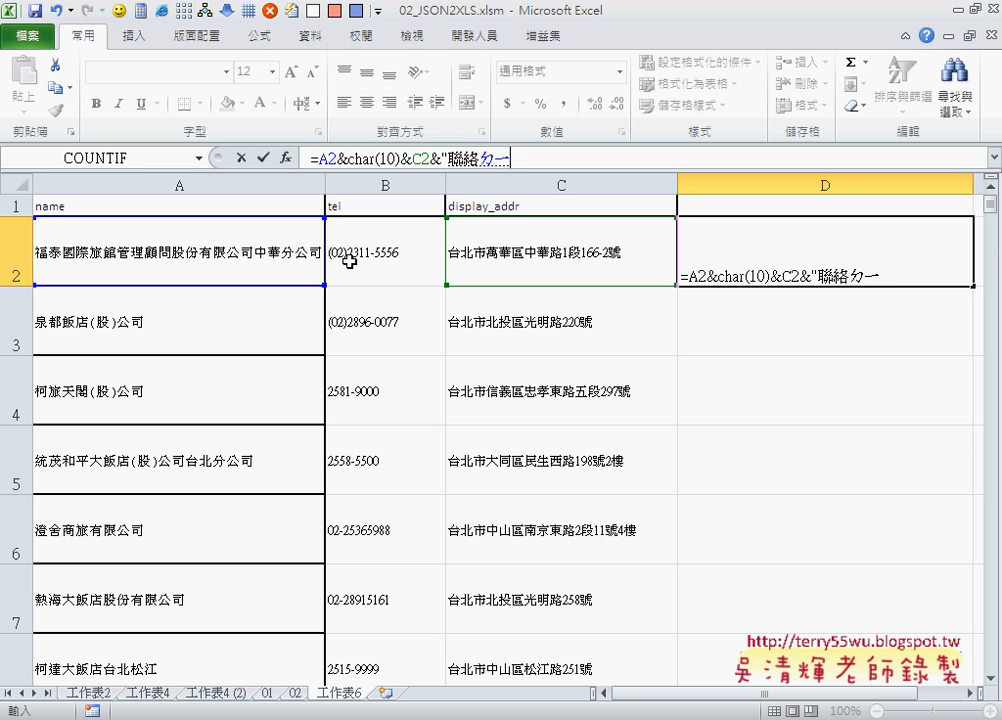 02_JSON2XLS.xlsm - Microsoft Excel
檔案 常用 插入 版面配置 公式 資料 校閱 檢視 開發人員 增益集
貼上 12 通用格式 設定格式化的條件 格式化為表格 儲存格樣式 插入 刪除 格式 排序與篩選 尋找與選取
B I U A 中 $ % ,
剪貼簿 字型 對齊方式 數值 樣式 儲存格 編輯
COUNTIF fx =A2&char(10)&C2&"聯絡ㄉ一
A B C D
1 name tel display_addr
2 福泰國際旅館管理顧問股份有限公司中華分公司 (02)2311-5556 台北市萬華區中華路1段166-2號 =A2&char(10)&C2&"聯絡ㄉ一
3 泉都飯店(股)公司 (02)2896-0077 台北市北投區光明路220號
4 柯旅天閣(股)公司 2581-9000 台北市信義區忠孝東路五段297號
5 統茂和平大飯店(股)公司台北分公司 2558-5500 台北市大同區民生西路198號2樓
6 澄舍商旅有限公司 02-25365988 台北市中山區南京東路2段11號4樓
7 熱海大飯店股份有限公司 02-28915161 台北市北投區光明路258號
柯達大飯店台北松江 2515-9999 台北市中山區松江路251號
http://terry55wu.blogspot.tw
吳清輝老師錄製
工作表2 工作表4 工作表4 (2) 01 02 工作表6
輸入 100%